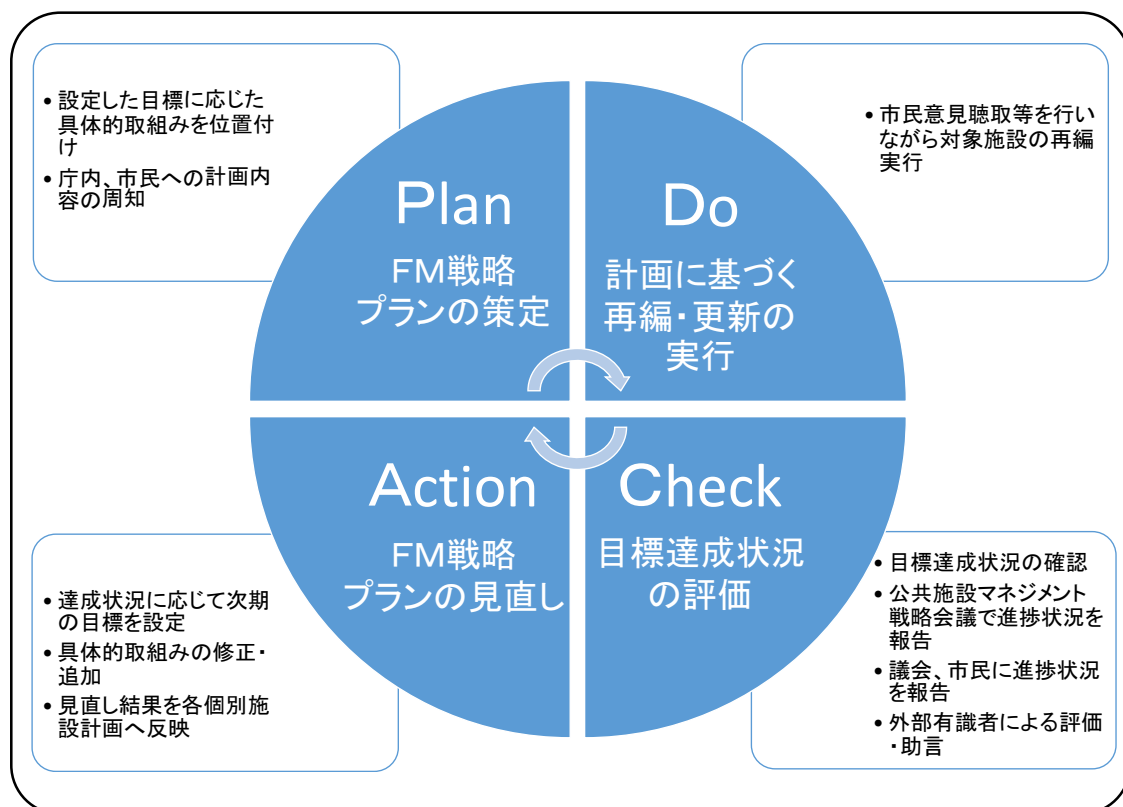 • 設定した目標に応じた
具体的取組みを位置付
け
• 庁内、市民への計画内
容の周知
Plan
FM戦略
プランの策定
• 市民意見聴取等を行い
ながら対象施設の再編
実行
Do
計画に基づく
再編・更新の
実行
• 達成状況に応じて次期
の目標を設定
• 具体的取組みの修正・
追加
• 見直し結果を各個別施
設計画へ反映
Action
FM戦略
プランの見直し
Check
目標達成状況
の評価
• 目標達成状況の確認
• 公共施設マネジメント
戦略会議で進捗状況を
報告
• 議会、市民に進捗状況
を報告
• 外部有識者による評価
・助言